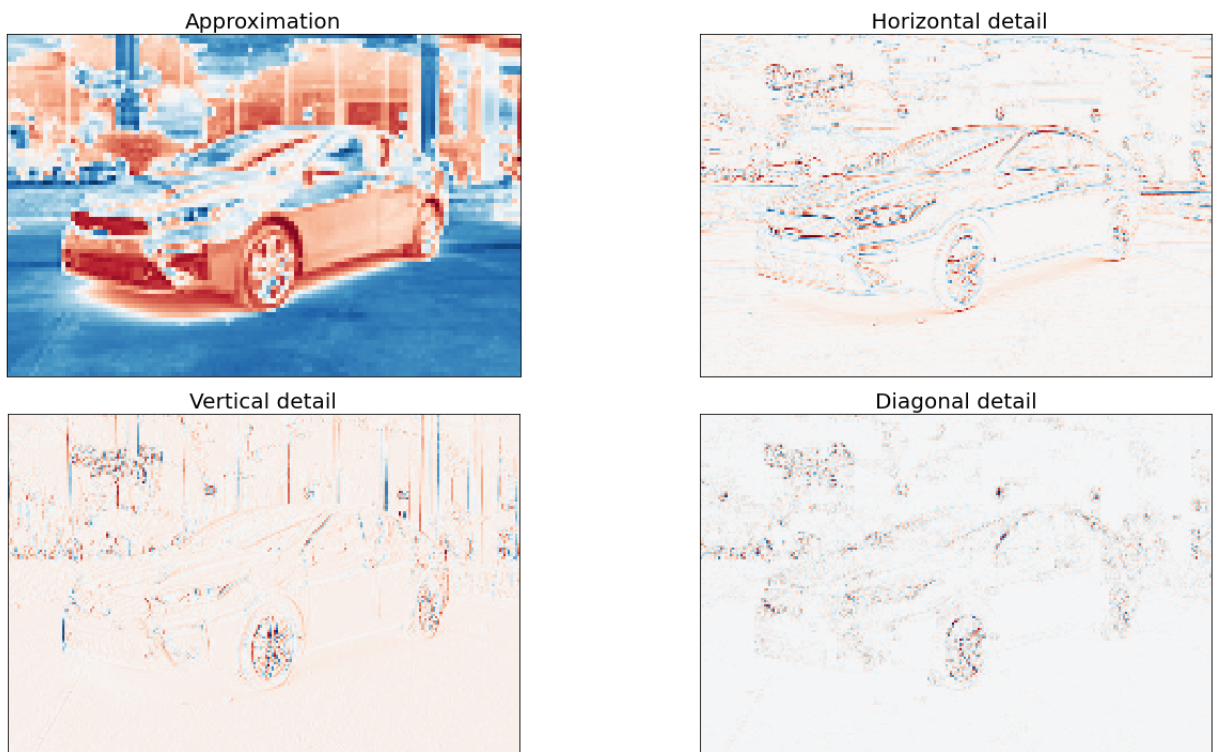 Approximation
Horizontal detail
Vertical detail
Diagonal detail